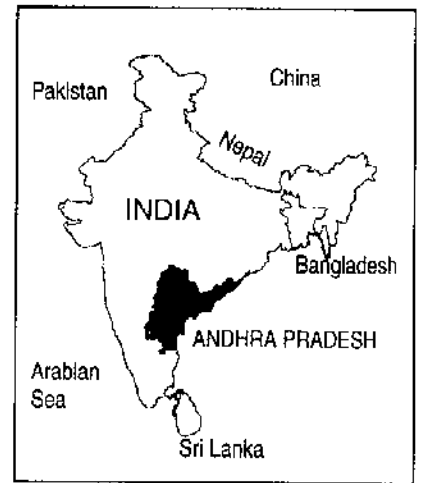 China
Pakistan
Nepal
INDIA
Bangladesh
ANDHRA PRADESH
Arabian
Sea
Sri Lanka